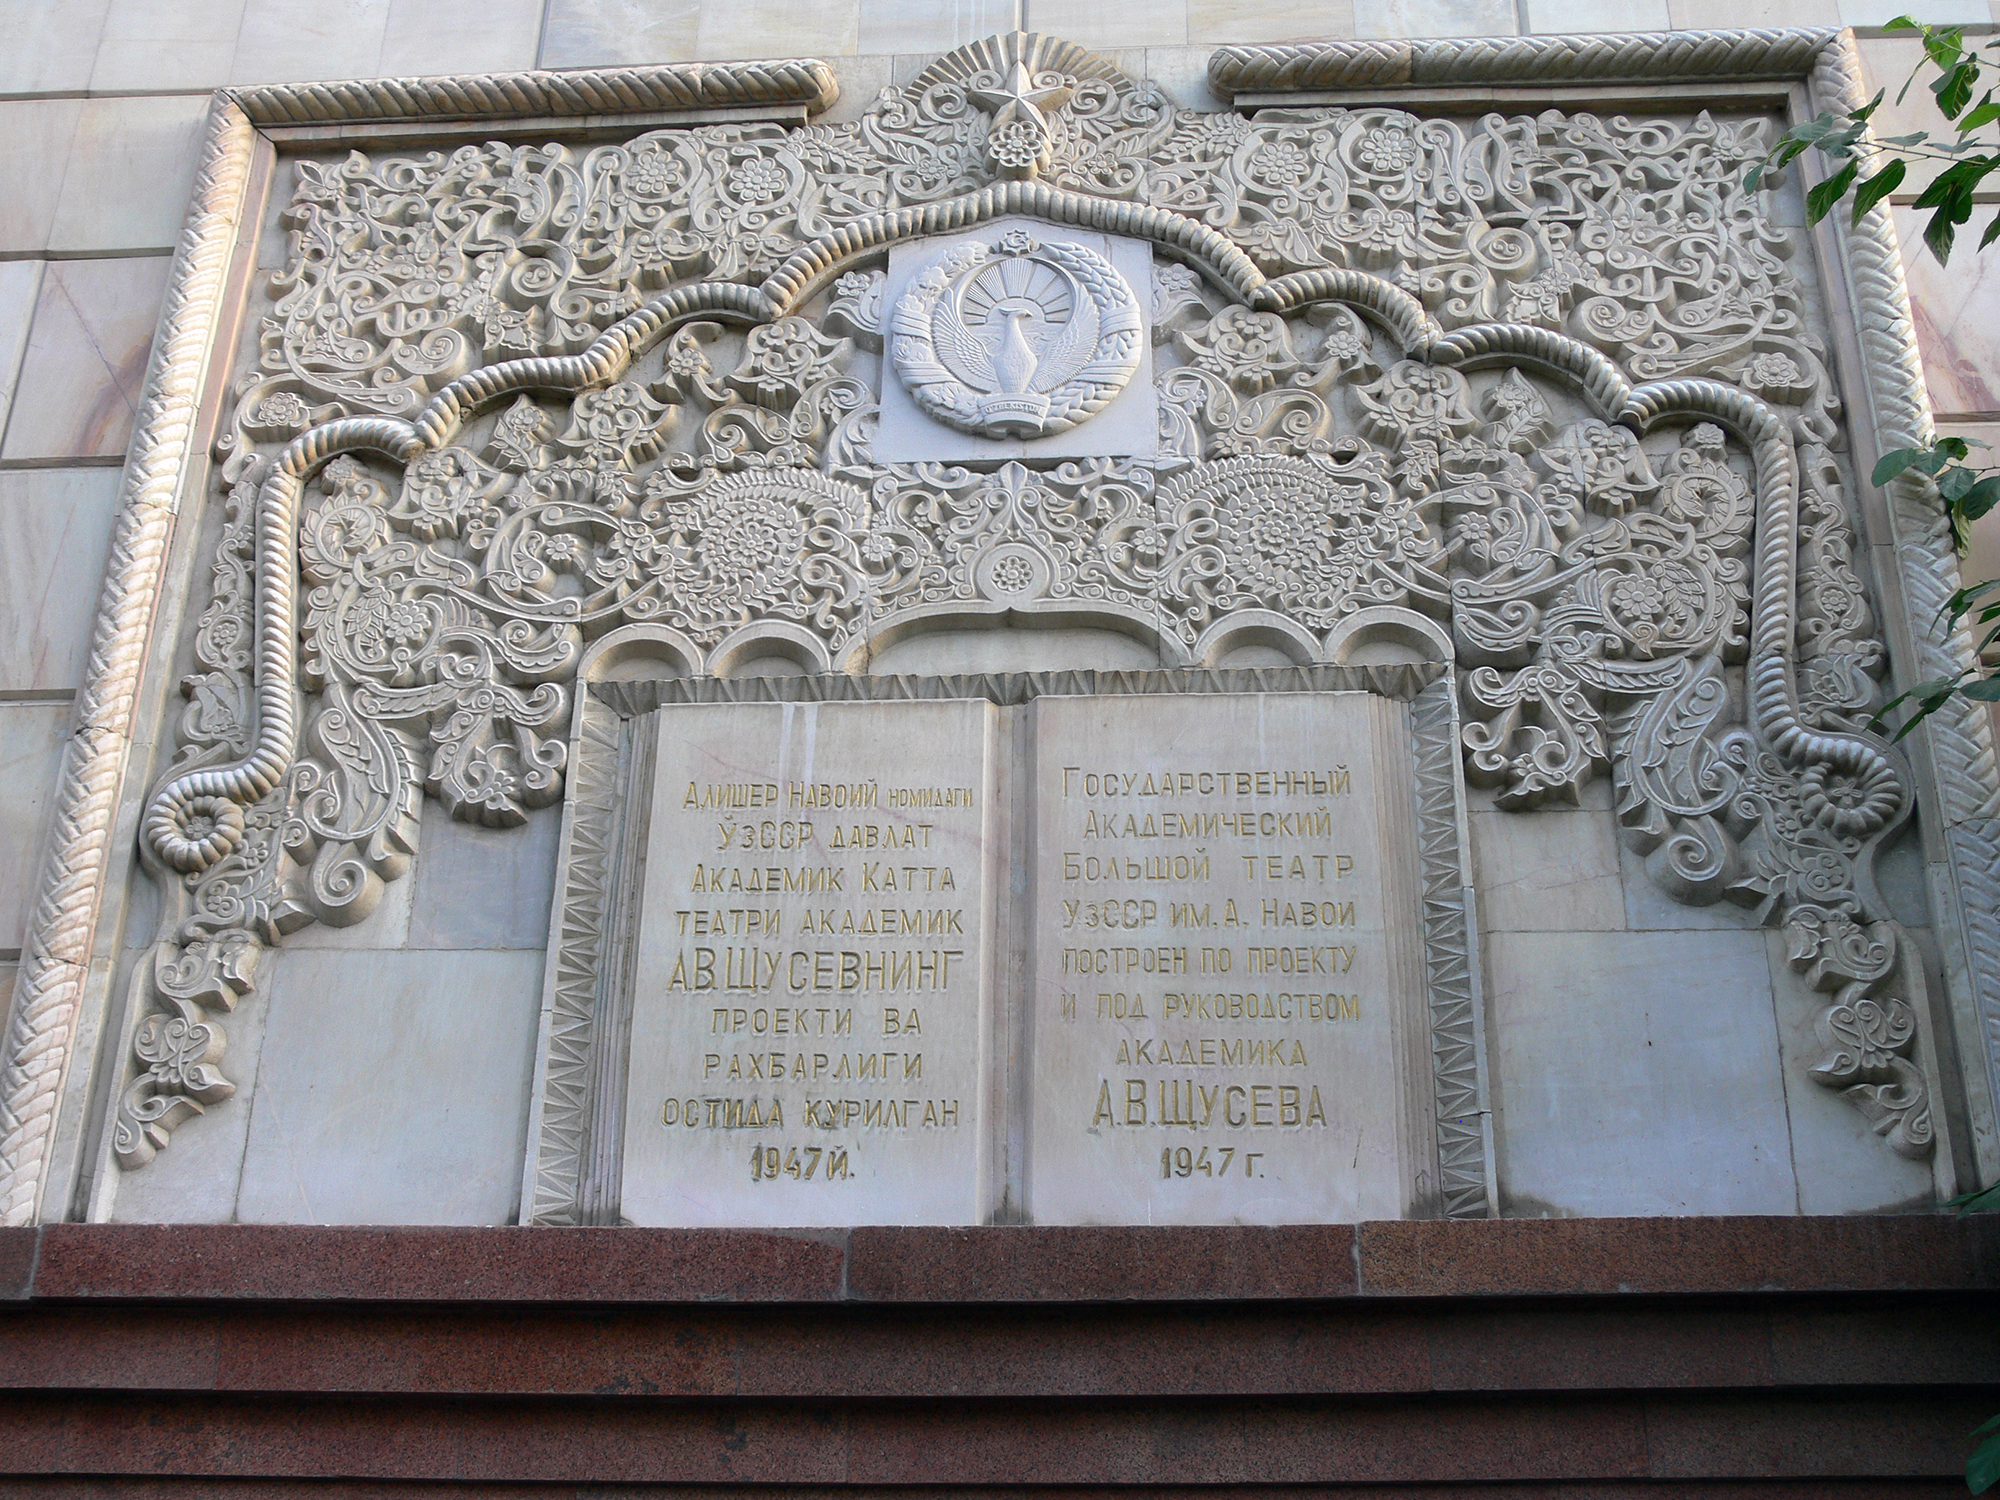 Алишер Навоий номидаги
ЎзССР давлат
Академик Катта
театри академик
А.В.Щусевнинг
проекти ва
рахбарлиги
остида курилган
1947 й.
Государственный
Академический
Большой театр
УзССР им. А. Навои
построен по проекту
и под руководством
академика
А.В.Щусева
1947 г.